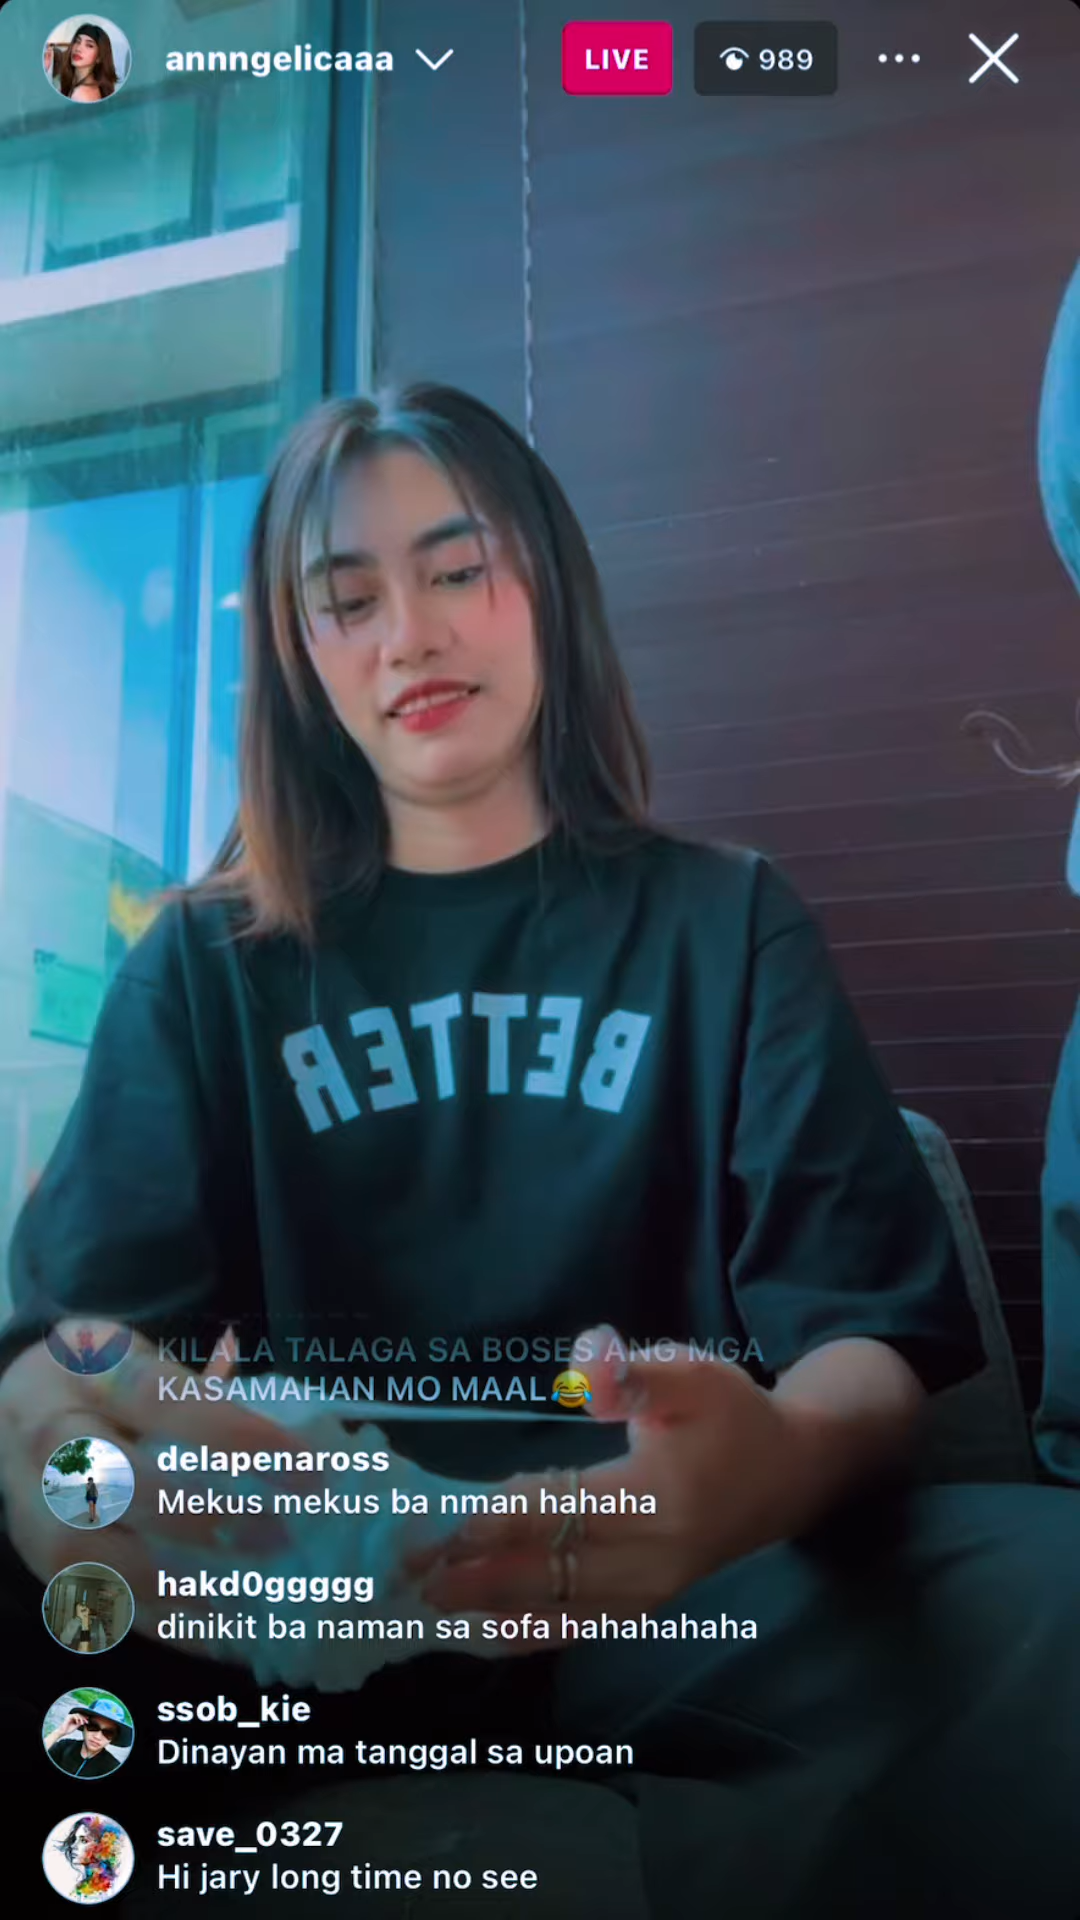 annngelicaaa
LIVE
989
BETTER
KILALA TALAGA SA BOSES ANG MGA
KASAMAHAN MO MAAL😂
delapenaross
Mekus mekus ba nman hahaha
hakd0ggggg
dinikit ba naman sa sofa hahahahaha
ssob_kie
Dinayan ma tanggal sa upoan
save_0327
Hi jary long time no see